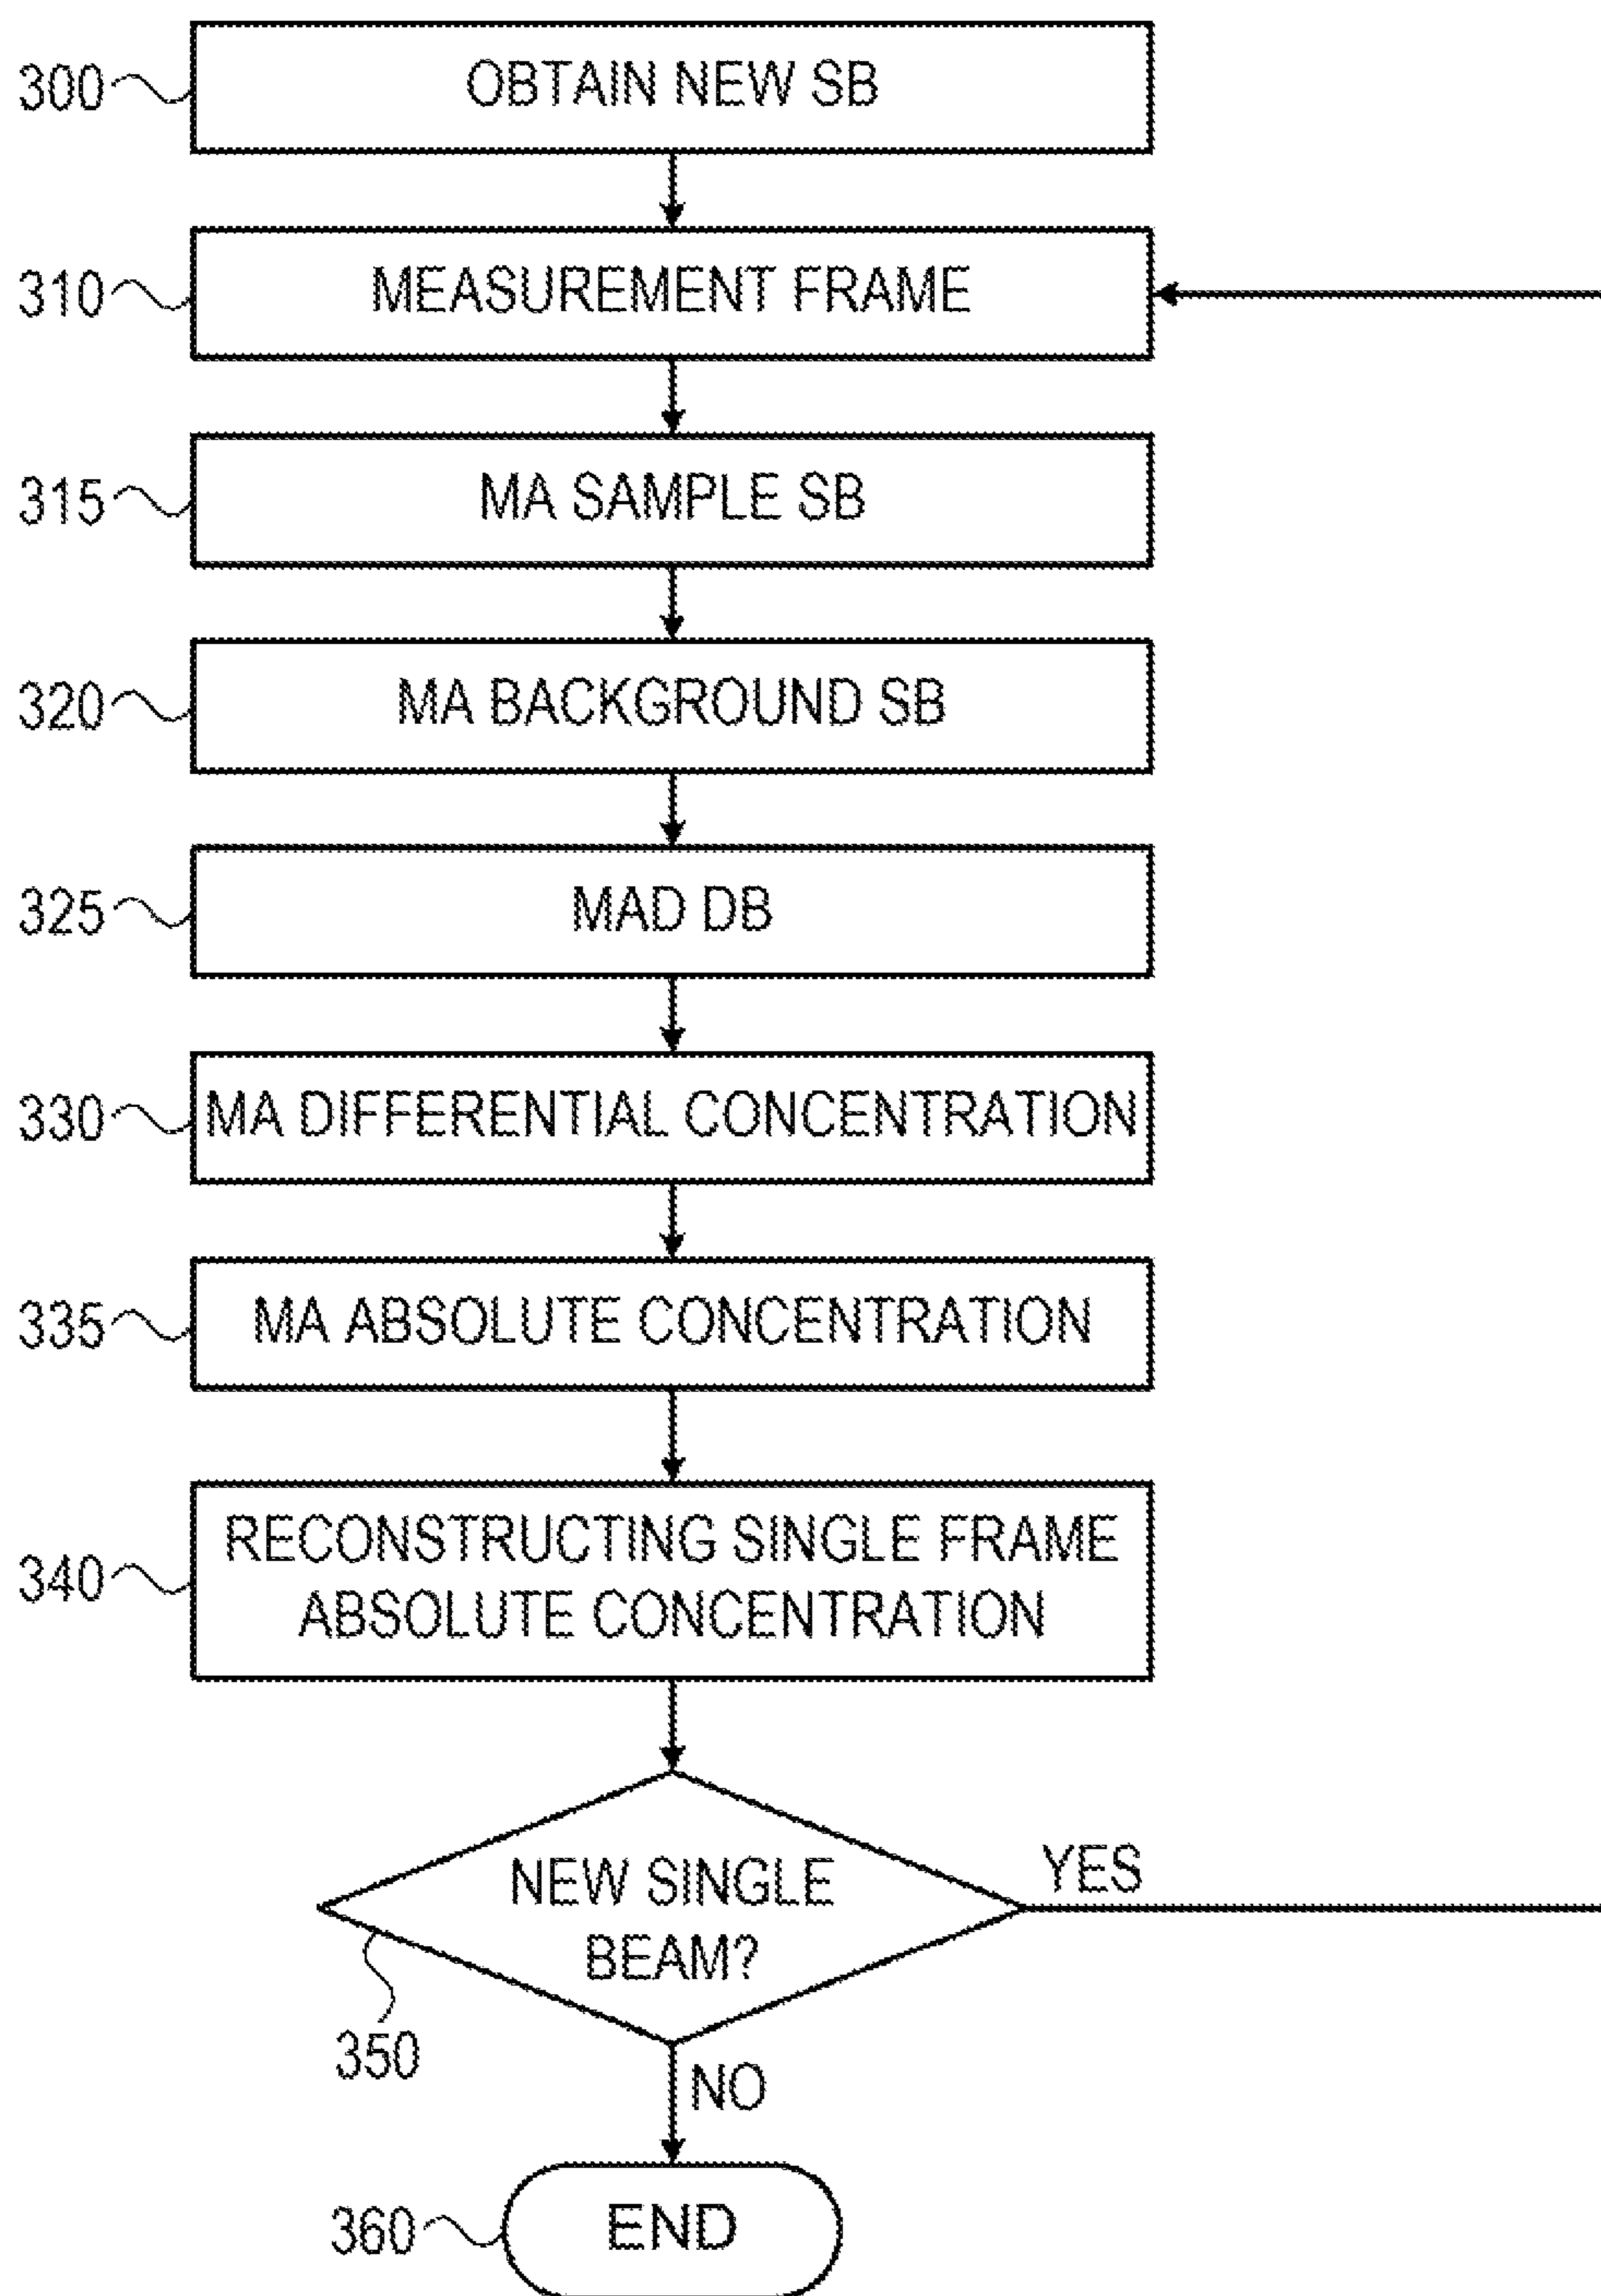 300
OBTAIN NEW SB
310
MEASUREMENT FRAME
315
MA SAMPLE SB
320
MA BACKGROUND SB
325
MAD DB
330
MA DIFFERENTIAL CONCENTRATION
335
MA ABSOLUTE CONCENTRATION
340
RECONSTRUCTING SINGLE FRAME
ABSOLUTE CONCENTRATION
NEW SINGLE
BEAM?
YES
350
NO
360
END